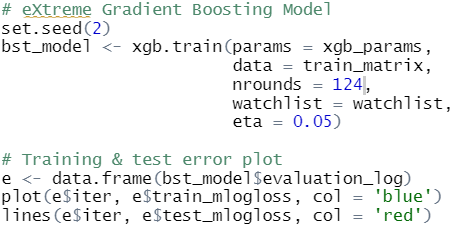 # eXtreme Gradient Boosting Model
set.seed(2)
bst_model <- xgb.train(params = xgb_params,
                       data = train_matrix,
                       nrounds = 124,
                       watchlist = watchlist,
                       eta = 0.05)

# Training & test error plot
e <- data.frame(bst_model$evaluation_log)
plot(e$iter, e$train_mlogloss, col = 'blue')
lines(e$iter, e$test_mlogloss, col = 'red')